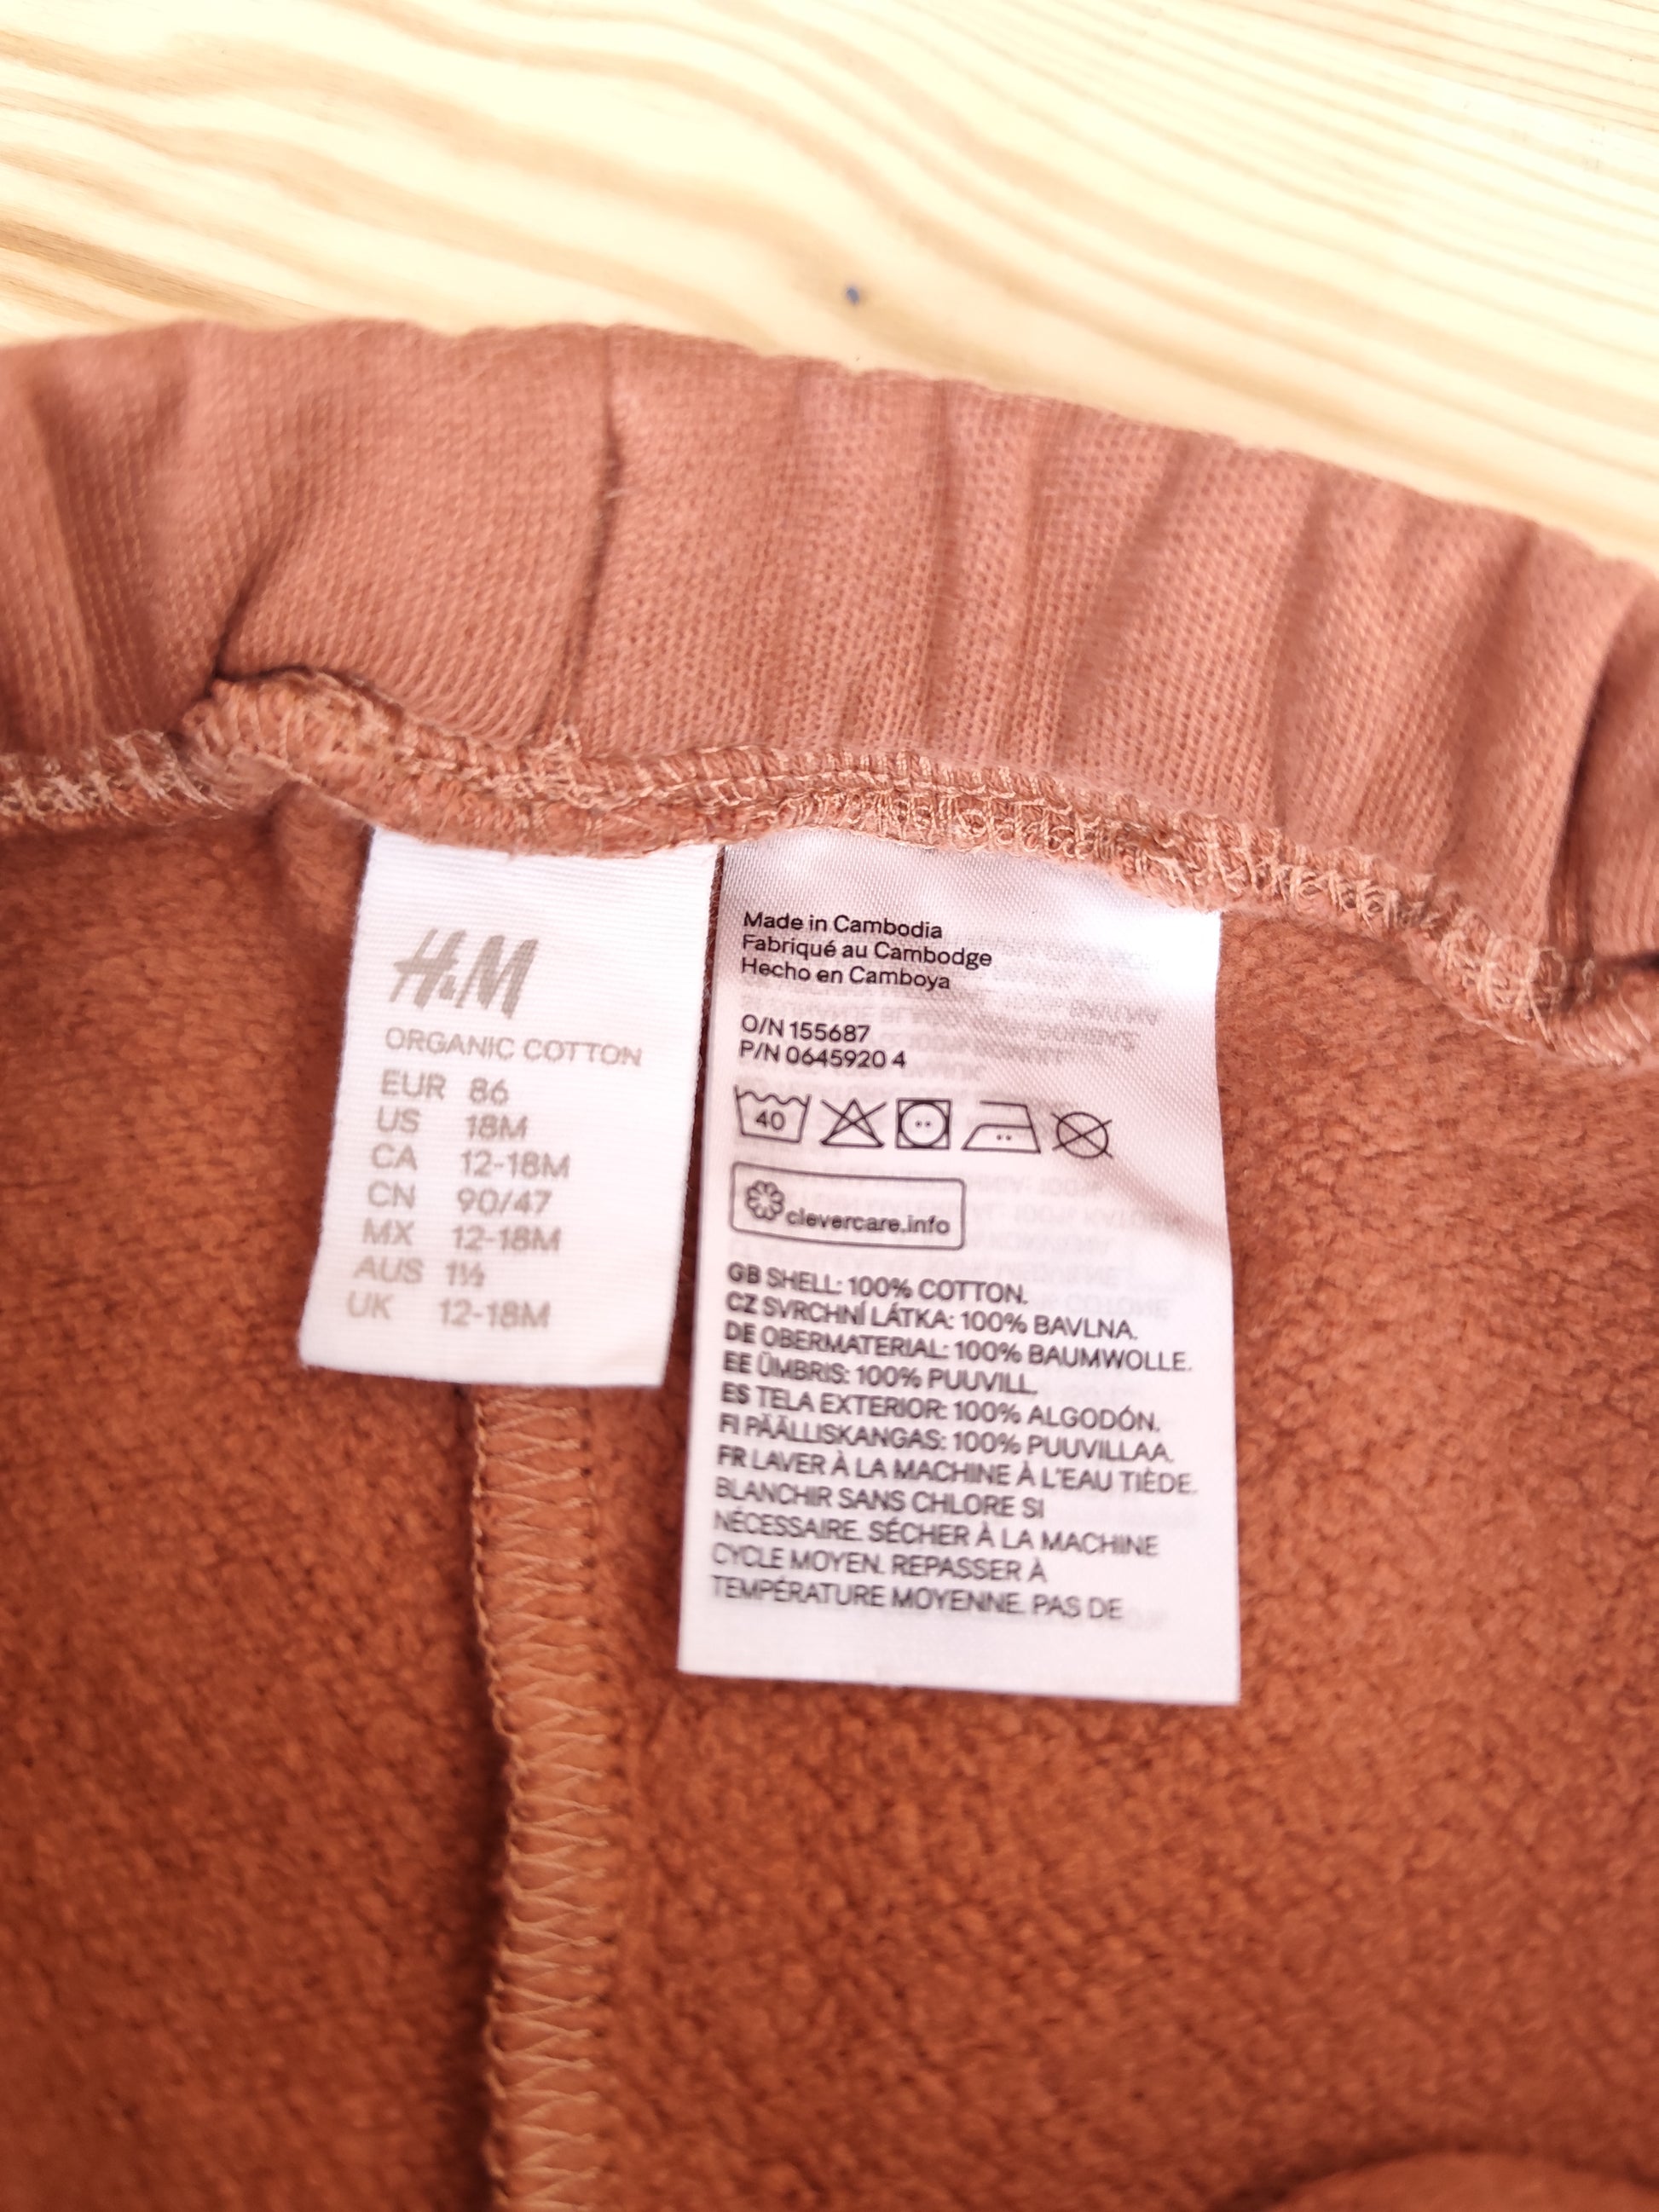 H&M
ORGANIC COTTON
EUR 86
US 18M
CA 12-18M
CN 90/47
MX 12-18M
AUS 1½
UK 12-18M
Made in Cambodia
Fabriqué au Cambodge
Hecho en Camboya
O/N 155687
P/N 0645920 4
40
clevercare.info
GB SHELL: 100% COTTON.
CZ SVRCHNÍ LÁTKA: 100% BAVLNA.
DE OBERMATERIAL: 100% BAUMWOLLE.
EE ÜMBRIS: 100% PUUVILL.
ES TELA EXTERIOR: 100% ALGODÓN.
FI PÄÄLLISKANGAS: 100% PUUVILLAA.
FR LAVER À LA MACHINE À L'EAU TIÈDE.
BLANCHIR SANS CHLORE SI
NÉCESSAIRE. SÉCHER À LA MACHINE
CYCLE MOYEN. REPASSER À
TEMPÉRATURE MOYENNE. PAS DE